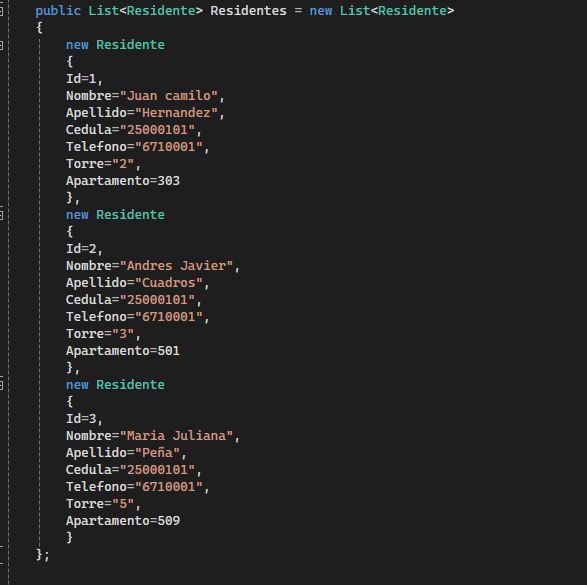 public List<Residente> Residentes = new List<Residente>
{
new Residente
{
Id=1,
Nombre="Juan camilo",
Apellido="Hernandez",
Cedula="25000101",
Telefono="6710001",
Torre="2",
Apartamento=303
},
new Residente
{
Id=2,
Nombre="Andres Javier",
Apellido="Cuadros",
Cedula="25000101",
Telefono="6710001",
Torre="3",
Apartamento=501
},
new Residente
{
Id=3,
Nombre="Maria Juliana",
Apellido="Peña",
Cedula="25000101",
Telefono="6710001",
Torre="5",
Apartamento=509
}
};